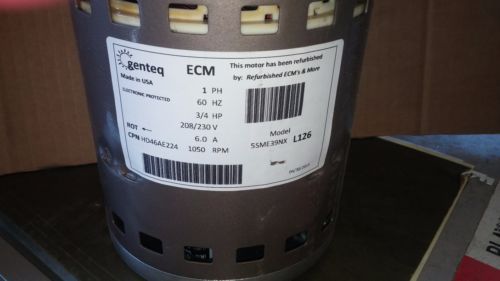 genteq ECM
Made in USA
ELECTRONIC PROTECTED
This motor has been refurbished
by: Refurbished ECM's & More
1 PH
60 HZ
3/4 HP
208/230 V
ROT ← 6.0 A
CPN HD46AE224 1050 RPM
Model
5SME39NX L126